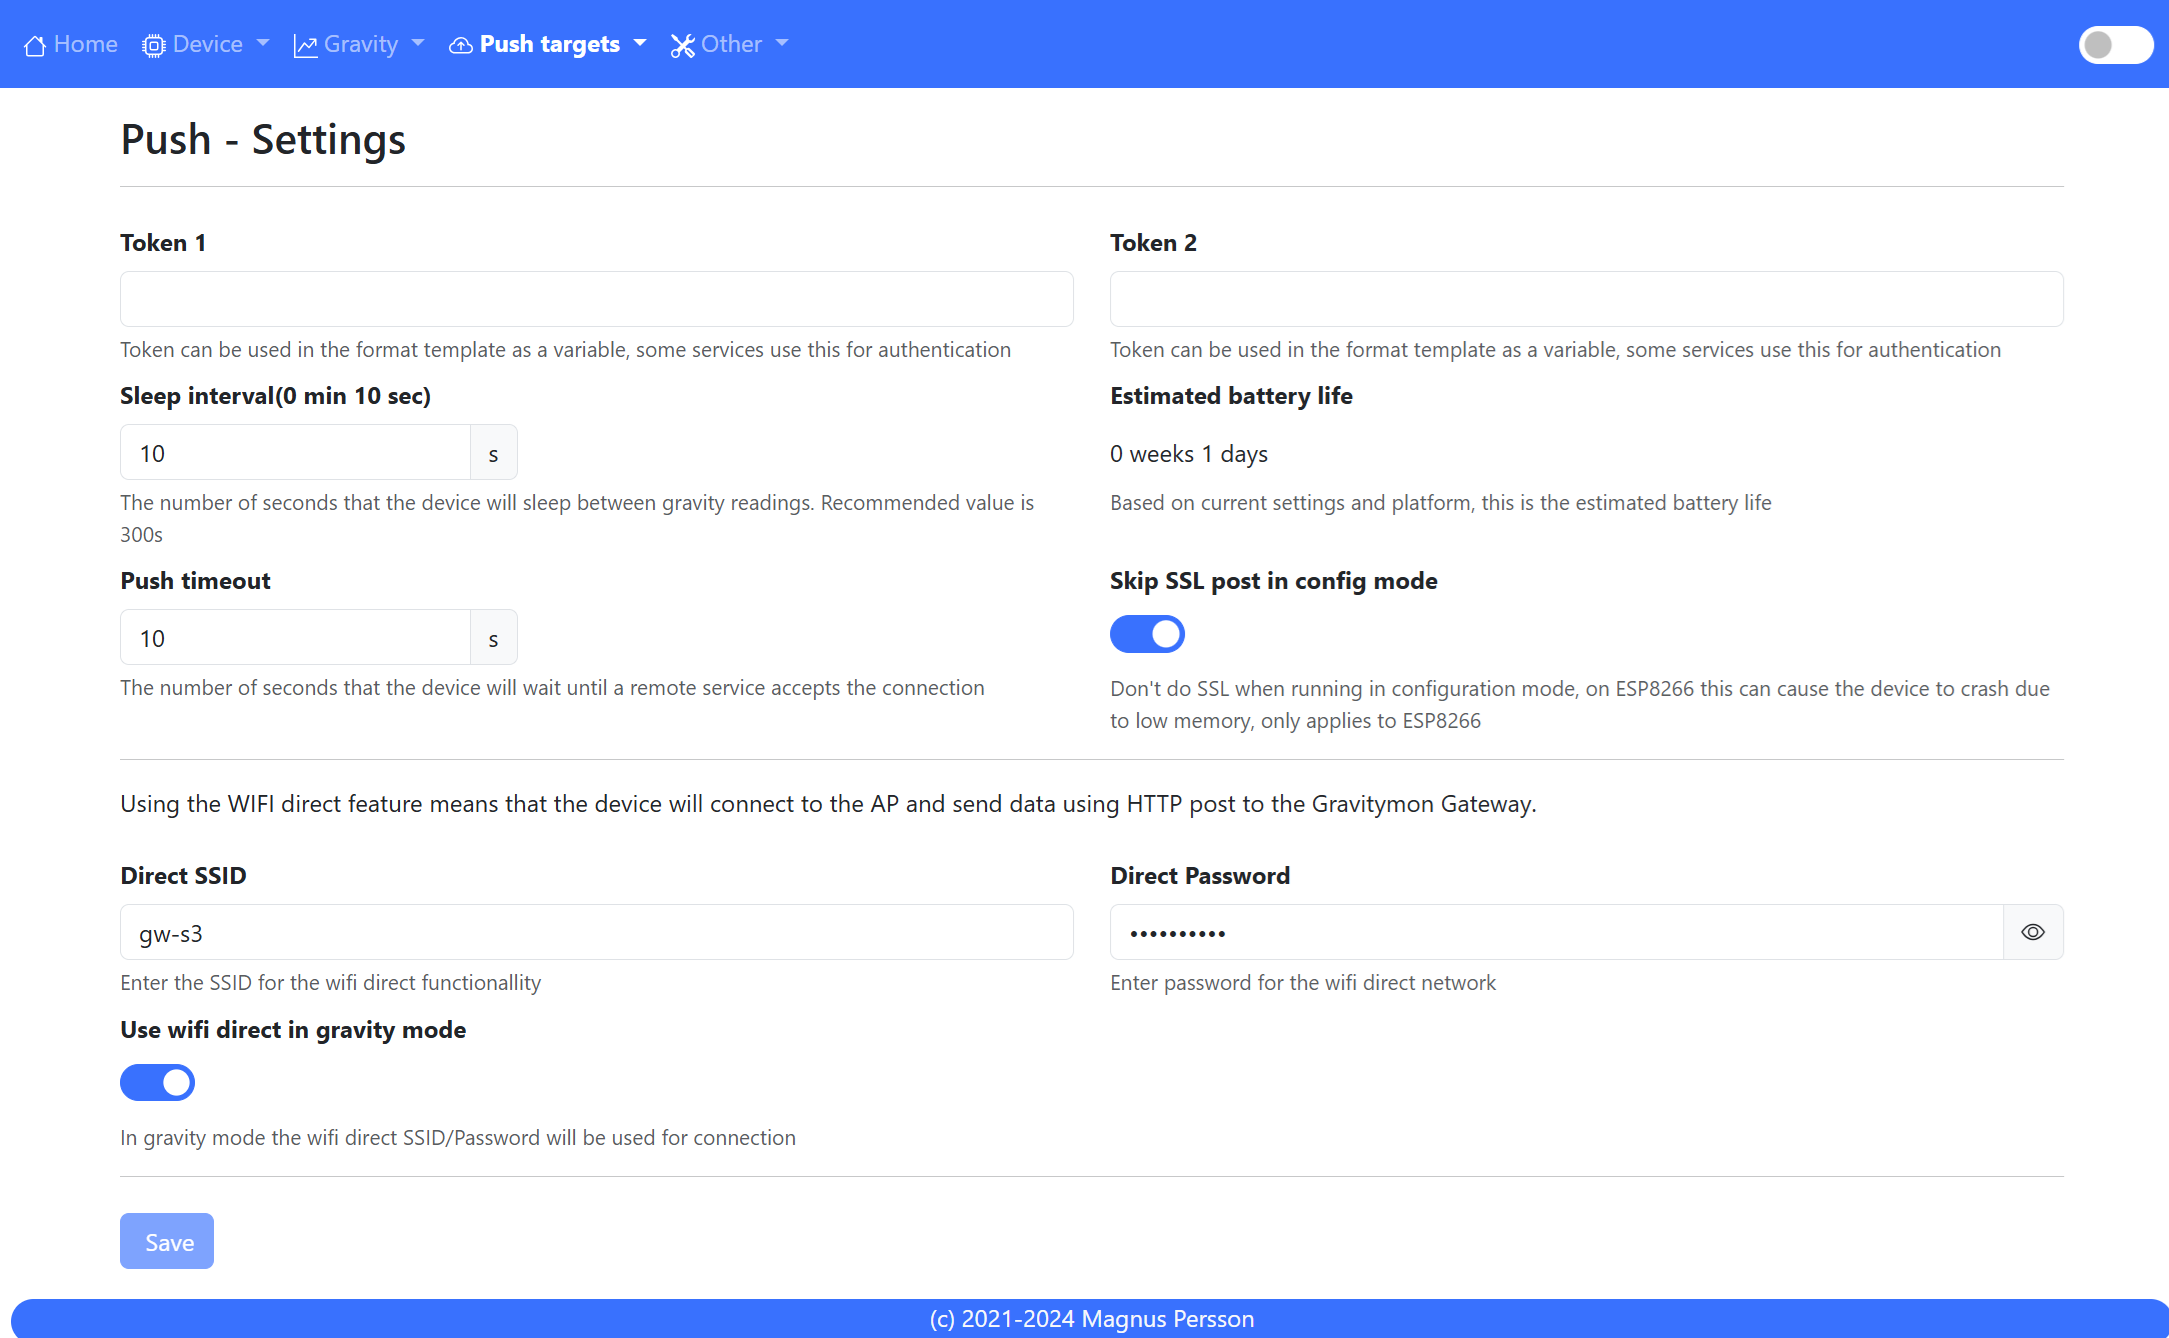 Home Device Gravity Push targets Other
Push - Settings
Token 1
Token 2
Token can be used in the format template as a variable, some services use this for authentication
Token can be used in the format template as a variable, some services use this for authentication
Sleep interval(0 min 10 sec)
Estimated battery life
10 s
0 weeks 1 days
The number of seconds that the device will sleep between gravity readings. Recommended value is
300s
Based on current settings and platform, this is the estimated battery life
Push timeout
Skip SSL post in config mode
10 s
The number of seconds that the device will wait until a remote service accepts the connection
Don't do SSL when running in configuration mode, on ESP8266 this can cause the device to crash due
to low memory, only applies to ESP8266
Using the WIFI direct feature means that the device will connect to the AP and send data using HTTP post to the Gravitymon Gateway.
Direct SSID
Direct Password
gw-s3
••••••••••
Enter the SSID for the wifi direct functionallity
Enter password for the wifi direct network
Use wifi direct in gravity mode
In gravity mode the wifi direct SSID/Password will be used for connection
Save
(c) 2021-2024 Magnus Persson